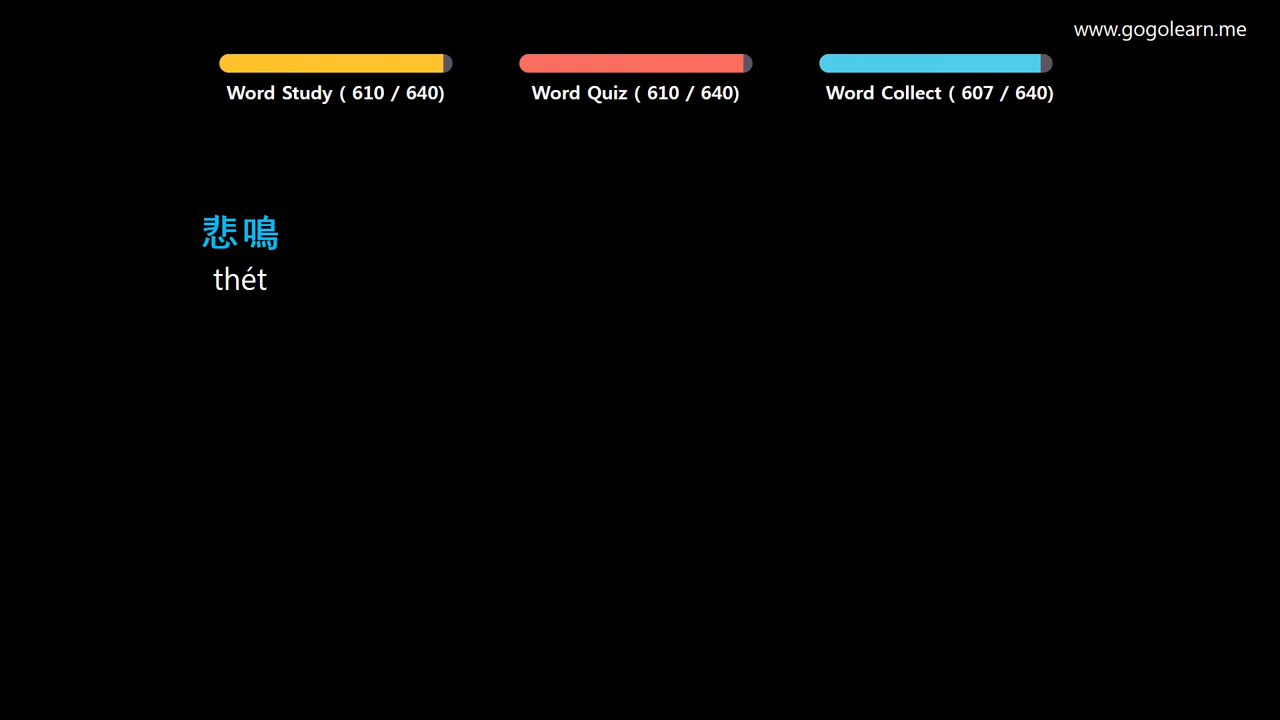 www.gogolearn.me
Word Study ( 610 / 640)
Word Quiz ( 610 / 640)
Word Collect ( 607 / 640)
悲鳴
thét